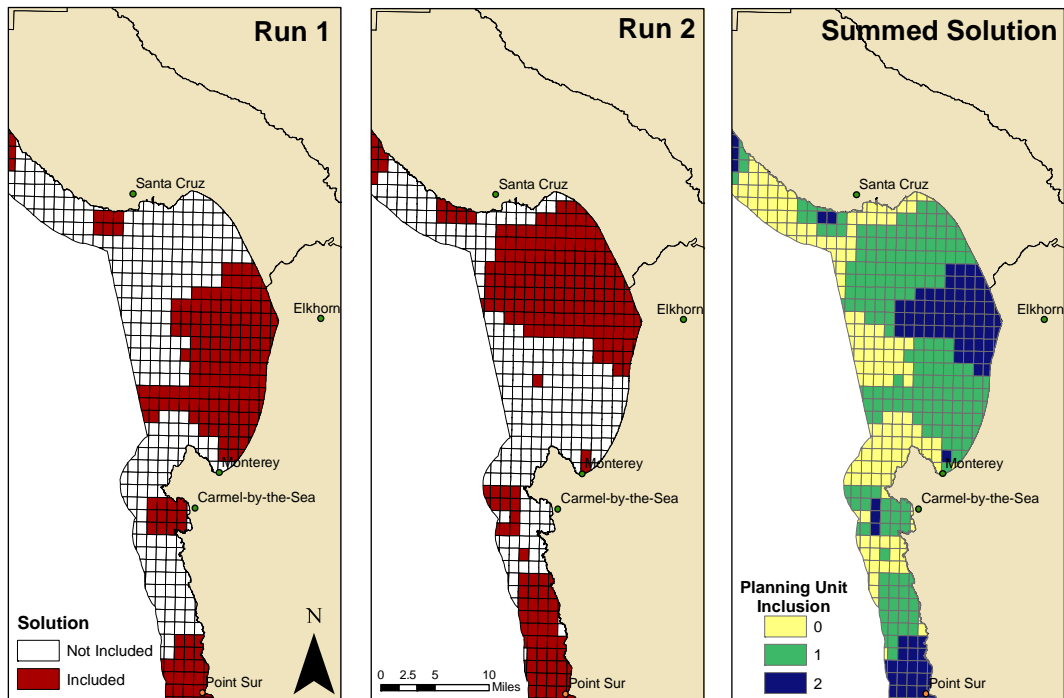 Run 1
Santa Cruz
Elkhorn
Monterey
Carmel-by-the-Sea
Point Sur
Solution
Not Included
Included
N
Run 2
Santa Cruz
Elkhorn
Monterey
Carmel-by-the-Sea
Point Sur
0 2.5 5 10
Miles
Summed Solution
Santa Cruz
Elkhorn
Monterey
Carmel-by-the-Sea
Point Sur
Planning Unit
Inclusion
0
1
2